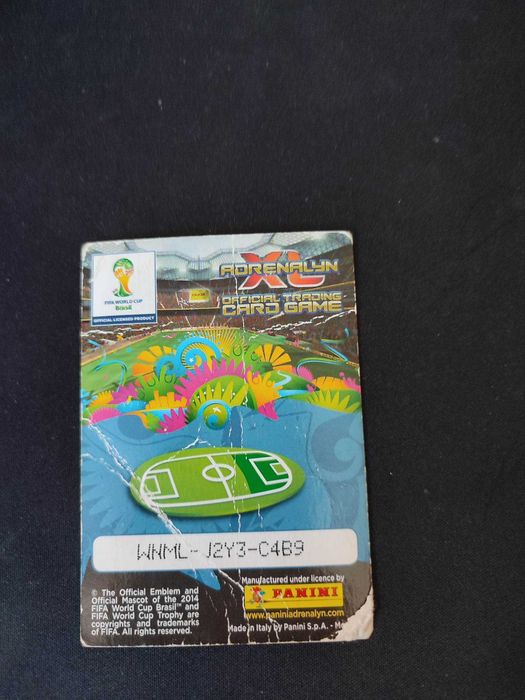 FIFA WORLD CUP
Brasil
OFFICIAL LICENSED PRODUCT
ADRENALYN
XL
OFFICIAL TRADING
CARD GAME
WNML-J2Y3-C4B9
© The Official Emblem and
Official Mascot of the 2014
FIFA World Cup Brasil™ and
FIFA World Cup Trophy are
copyrights and trademarks
of FIFA. All rights reserved.
Manufactured under licence by
PANINI
www.paniniadrenalyn.com
Made in Italy by Panini S.p.A. - Mo